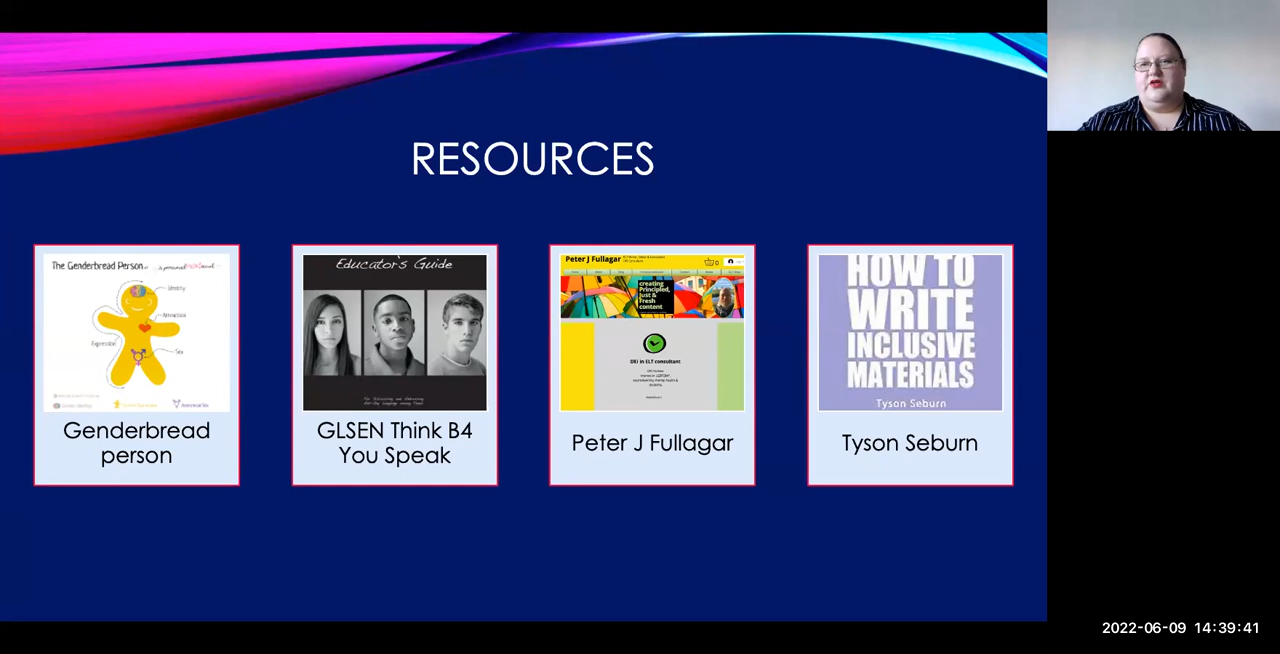 RESOURCES
The Genderbread Person
Identity
Attraction
Expression
Sex
Genderbread
person
Educator's Guide
GLSEN Think B4
You Speak
Peter J Fullagar
creating
Principled,
Just &
Fresh
content
DEI in ELT consultant
Peter J Fullagar
HOW TO
WRITE
INCLUSIVE
MATERIALS
Tyson Seburn
Tyson Seburn
2022-06-09 14:39:41